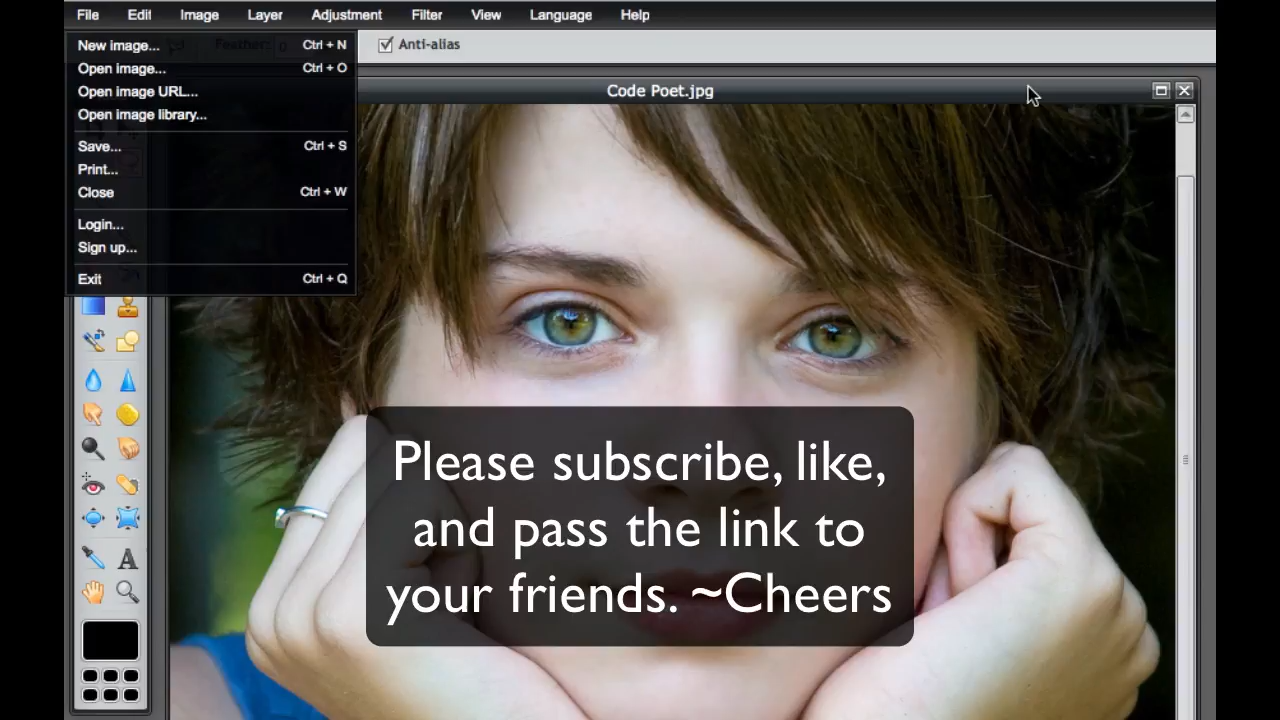 File Edit Image Layer Adjustment Filter View Language Help
Anti-alias
New image... Ctrl + N
Open image... Ctrl + O
Open image URL...
Open image library...
Save... Ctrl + S
Print...
Close Ctrl + W
Login...
Sign up...
Exit Ctrl + Q
Code Poet.jpg
A
Please subscribe, like,
and pass the link to
your friends. ~Cheers